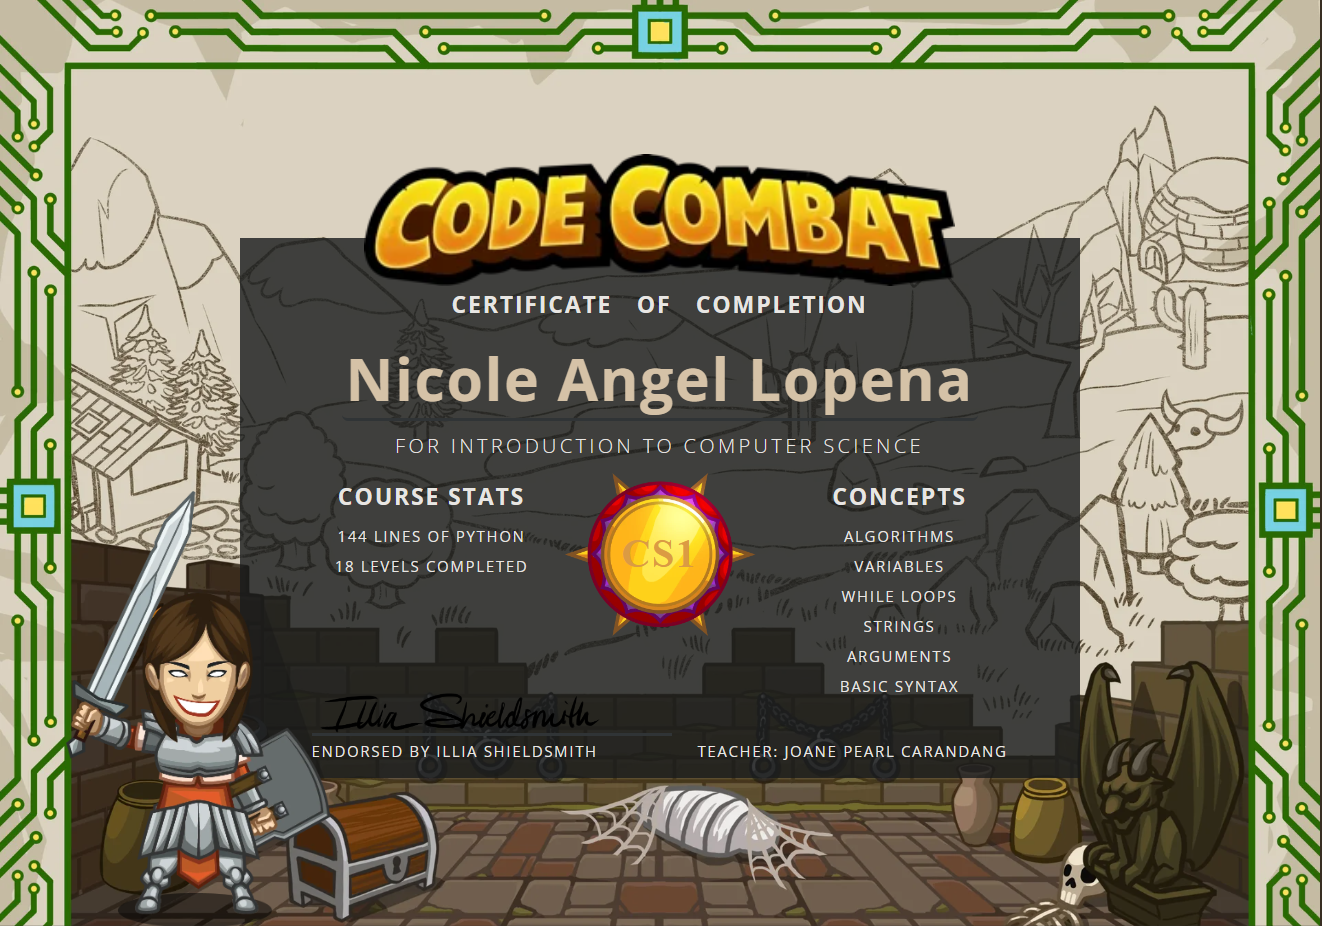 CODE COMBAT
CERTIFICATE OF COMPLETION
Nicole Angel Lopena
FOR INTRODUCTION TO COMPUTER SCIENCE
COURSE STATS
144 LINES OF PYTHON
18 LEVELS COMPLETED
CS1
CONCEPTS
ALGORITHMS
VARIABLES
WHILE LOOPS
STRINGS
ARGUMENTS
BASIC SYNTAX
Illia Shieldsmith
ENDORSED BY ILLIA SHIELDSMITH
TEACHER: JOANE PEARL CARANDANG